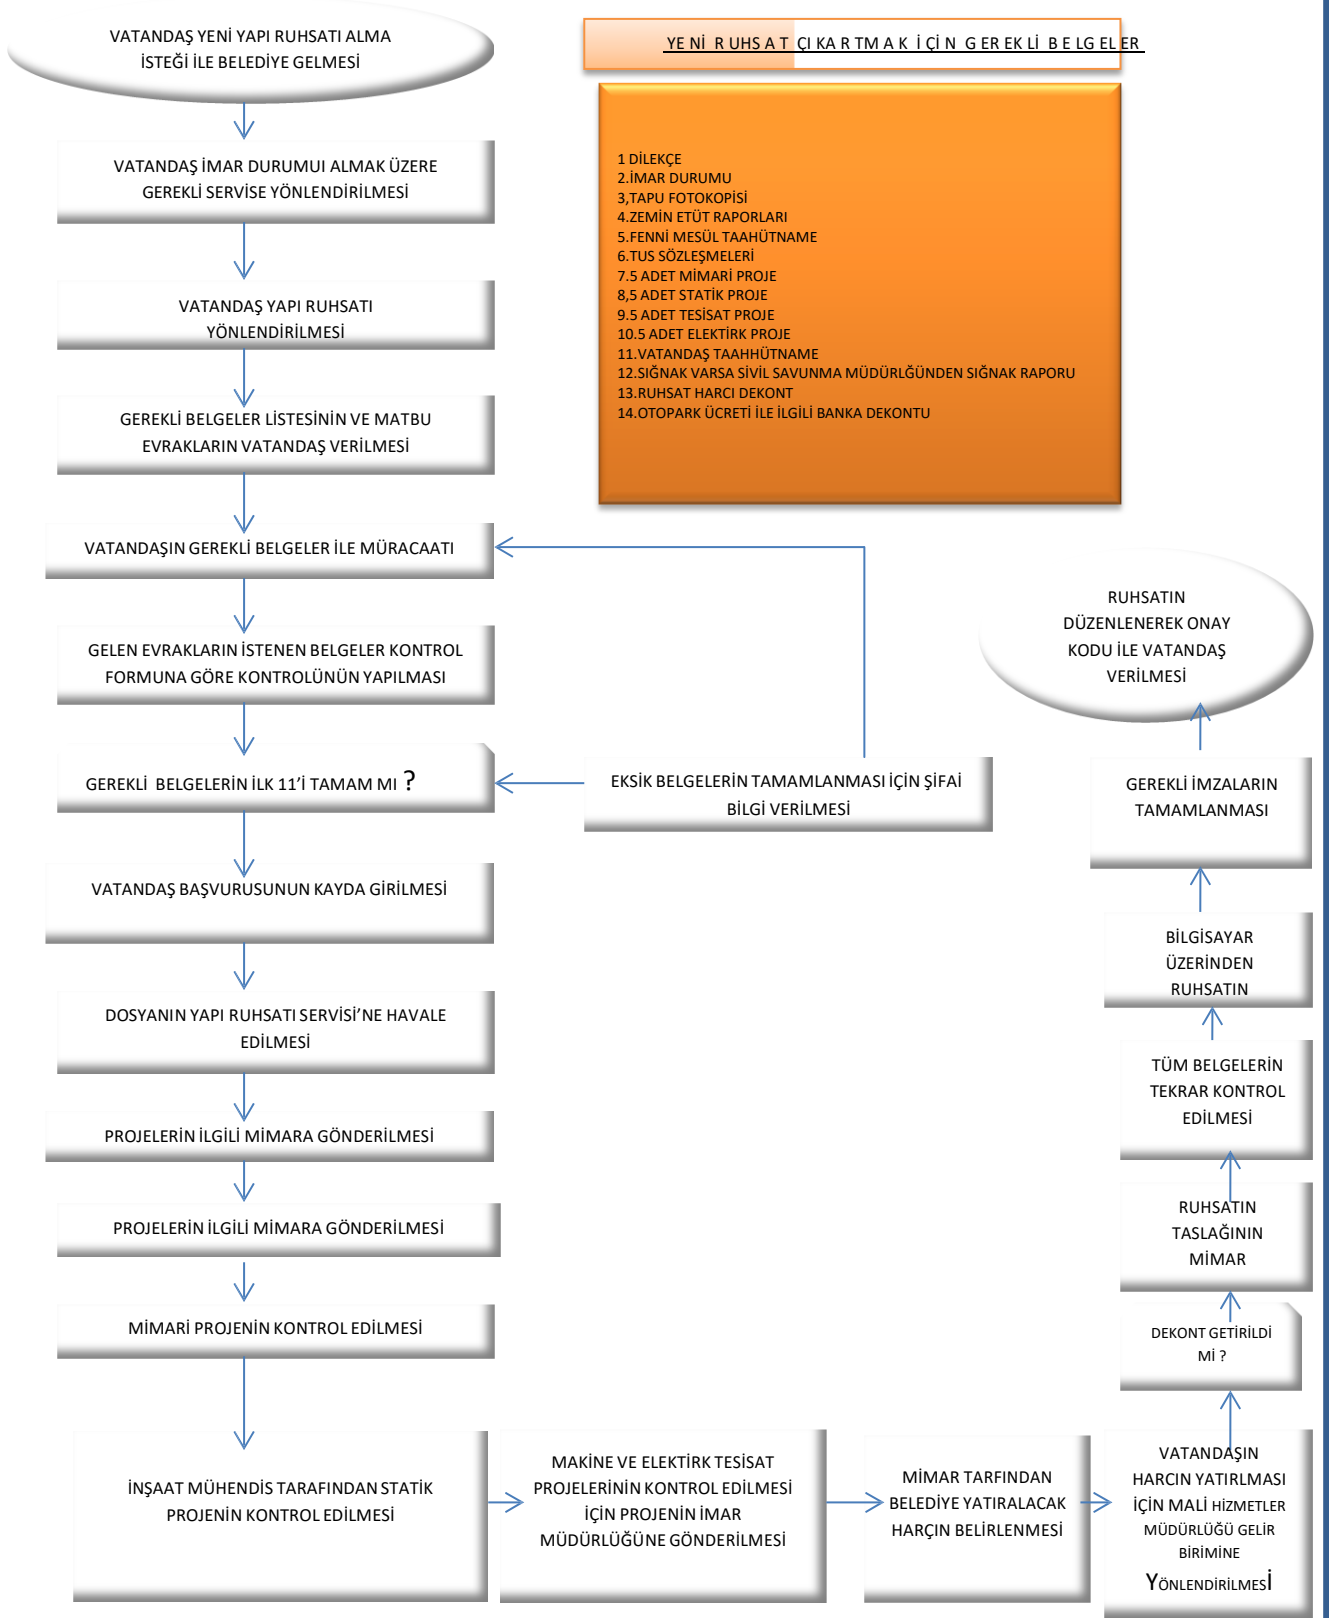 VATANDAŞ YENİ YAPI RUHSATI ALMA
İSTEĞİ İLE BELEDİYE GELMESİ
YENİ RUHSAT ÇIKARTMAK İÇİN GEREKLİ BELGELER
1 DİLEKÇE
2.İMAR DURUMU
3,TAPU FOTOKOPİSİ
4.ZEMİN ETÜT RAPORLARI
5.FENNİ MESÜL TAAHÜTNAME
6.TUS SÖZLEŞMELERİ
7.5 ADET MİMARİ PROJE
8,5 ADET STATİK PROJE
9.5 ADET TESİSAT PROJE
10.5 ADET ELEKTİRK PROJE
11.VATANDAŞ TAAHHÜTNAME
12.SIĞNAK VARSA SİVİL SAVUNMA MÜDÜRLĞÜNDEN SIĞNAK RAPORU
13.RUHSAT HARCI DEKONT
14.OTOPARK ÜCRETİ İLE İLGİLİ BANKA DEKONTU
VATANDAŞ İMAR DURUMUI ALMAK ÜZERE
GEREKLİ SERVİSE YÖNLENDİRİLMESİ
VATANDAŞ YAPI RUHSATI
YÖNLENDİRİLMESİ
GEREKLİ BELGELER LİSTESİNİN VE MATBU
EVRAKLARIN VATANDAŞ VERİLMESİ
VATANDAŞIN GEREKLİ BELGELER İLE MÜRACAATI
GELEN EVRAKLARIN İSTENEN BELGELER KONTROL
FORMUNA GÖRE KONTROLÜNÜN YAPILMASI
GEREKLİ BELGELERİN İLK 11'İ TAMAM MI ?
EKSİK BELGELERİN TAMAMLANMASI İÇİN ŞİFAİ
BİLGİ VERİLMESİ
VATANDAŞ BAŞVURUSUNUN KAYDA GİRİLMESİ
DOSYANIN YAPI RUHSATI SERVİSİ'NE HAVALE
EDİLMESİ
PROJELERİN İLGİLİ MİMARA GÖNDERİLMESİ
PROJELERİN İLGİLİ MİMARA GÖNDERİLMESİ
MİMARİ PROJENİN KONTROL EDİLMESİ
İNŞAAT MÜHENDİS TARAFINDAN STATİK
PROJENİN KONTROL EDİLMESİ
MAKİNE VE ELEKTİRK TESİSAT
PROJELERİNİN KONTROL EDİLMESİ
İÇİN PROJENİN İMAR
MÜDÜRLÜĞÜNE GÖNDERİLMESİ
MİMAR TARFINDAN
BELEDİYE YATIRALACAK
HARÇIN BELİRLENMESİ
VATANDAŞIN
HARCIN YATIRLMASI
İÇİN MALİ HİZMETLER
MÜDÜRLÜĞÜ GELİR
BİRİMİNE
YÖNLENDİRİLMESİ
DEKONT GETİRİLDİ
Mİ ?
RUHSATIN
TASLAĞININ
MİMAR
TÜM BELGELERİN
TEKRAR KONTROL
EDİLMESİ
BİLGİSAYAR
ÜZERİNDEN
RUHSATIN
GEREKLİ İMZALARIN
TAMAMLANMASI
RUHSATIN
DÜZENLENEREK ONAY
KODU İLE VATANDAŞ
VERİLMESİ